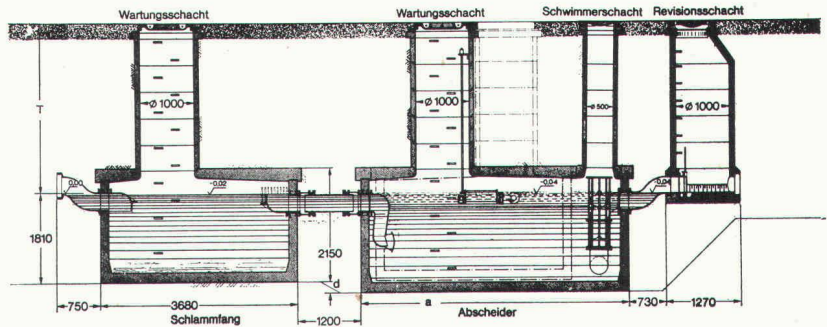 Wartungsschacht
Wartungsschacht
Schwimmerschacht
Revisionsschacht
T
ø 1000
ø 1000
ø 500
ø 1000
0,00
-0,02
-0,04
-0,04
1810
2150
d
a
750
3680
1200
730
1270
Schlammfang
Abscheider